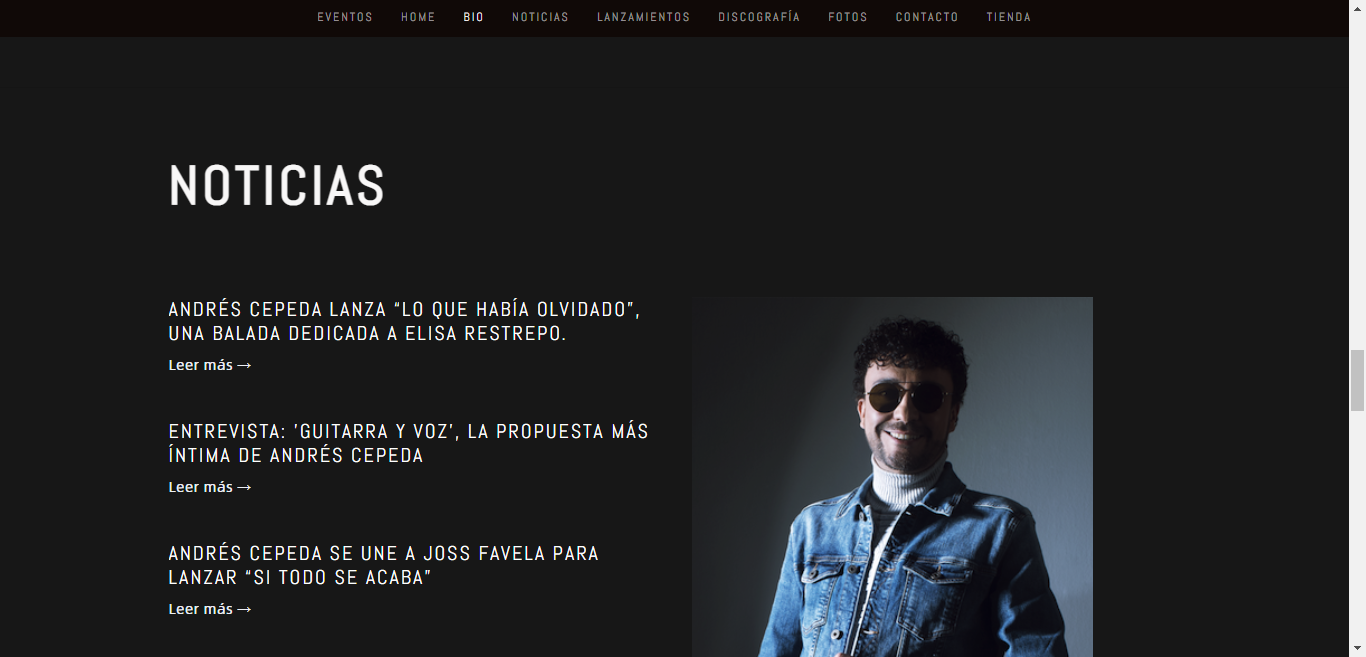 EVENTOS HOME BIO NOTICIAS LANZAMIENTOS DISCOGRAFÍA FOTOS CONTACTO TIENDA
NOTICIAS
ANDRÉS CEPEDA LANZA “LO QUE HABÍA OLVIDADO”,
UNA BALADA DEDICADA A ELISA RESTREPO.
Leer más →
ENTREVISTA: ’GUITARRA Y VOZ’, LA PROPUESTA MÁS
ÍNTIMA DE ANDRÉS CEPEDA
Leer más →
ANDRÉS CEPEDA SE UNE A JOSS FAVELA PARA
LANZAR “SI TODO SE ACABA”
Leer más →